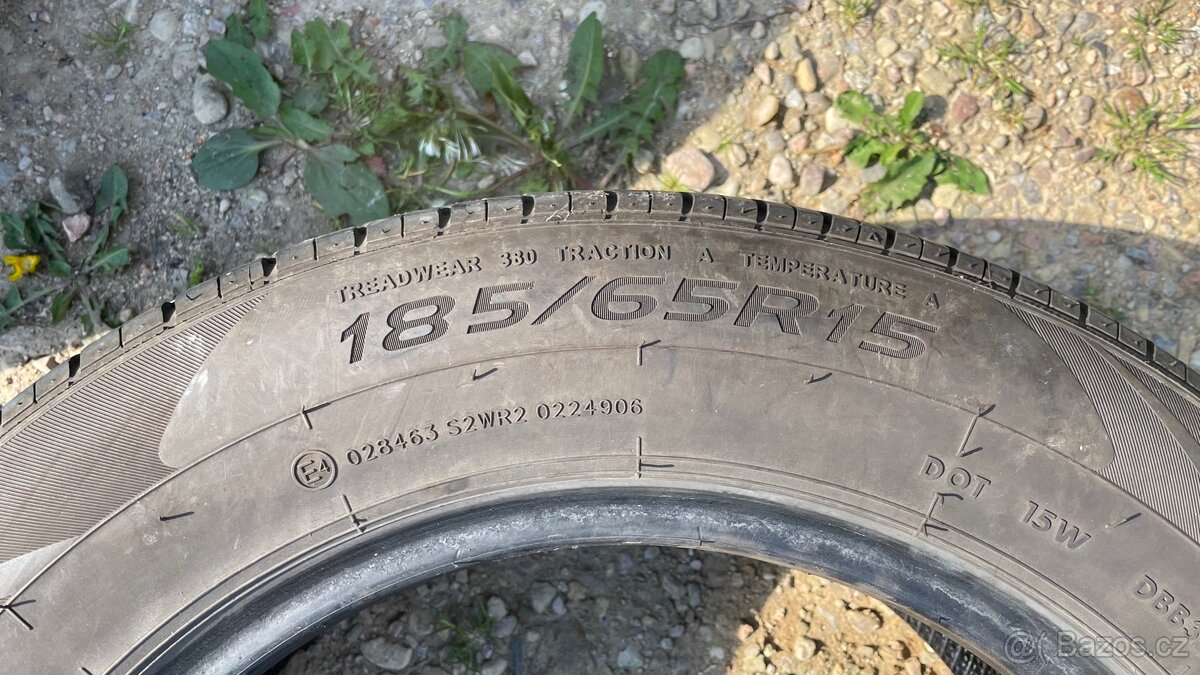 TREADWEAR 380 TRACTION A TEMPERATURE A
185/65R15
E4 028463 S2WR2 0224906
DOT 15W
Bazos.cz